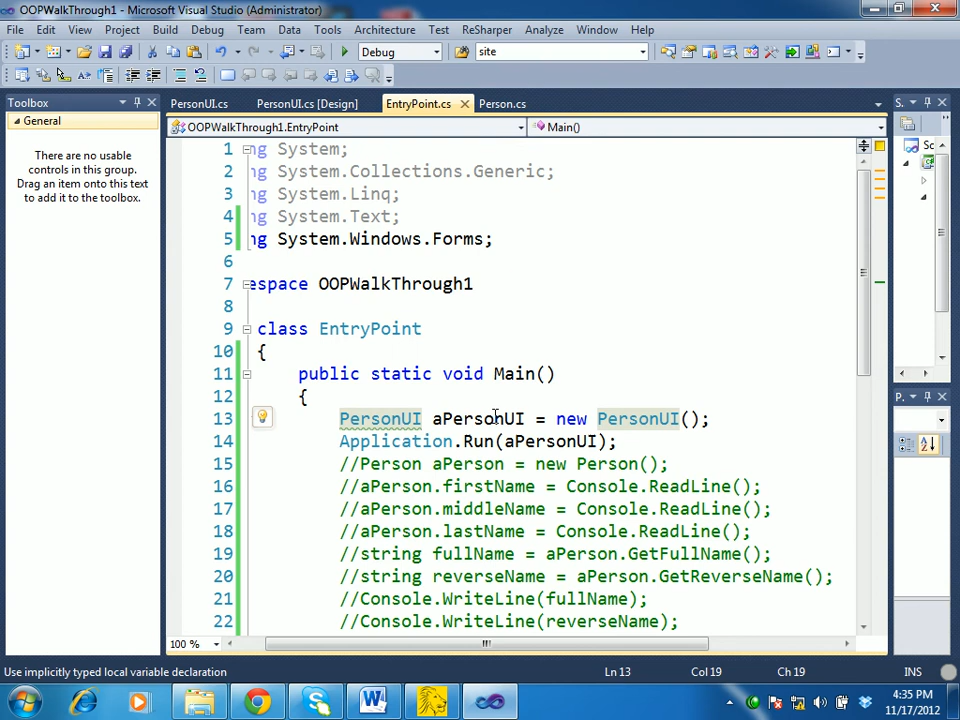 OOPWalkThrough1 - Microsoft Visual Studio (Administrator)
File Edit View Project Build Debug Team Data Tools Architecture Test ReSharper Analyze Window Help
Debug site
Toolbox
PersonUI.cs PersonUI.cs [Design] EntryPoint.cs Person.cs S.
General
OOPWalkThrough1.EntryPoint Main()
There are no usable
controls in this group.
Drag an item onto this text
to add it to the toolbox.
1 ng System;
2 ng System.Collections.Generic;
3 ng System.Linq;
4 ng System.Text;
5 ng System.Windows.Forms;
6
7 espace OOPWalkThrough1
8
9 class EntryPoint
10 {
11 public static void Main()
12 {
13 PersonUI aPersonUI = new PersonUI();
14 Application.Run(aPersonUI);
15 //Person aPerson = new Person();
16 //aPerson.firstName = Console.ReadLine();
17 //aPerson.middleName = Console.ReadLine();
18 //aPerson.lastName = Console.ReadLine();
19 //string fullName = aPerson.GetFullName();
20 //string reverseName = aPerson.GetReverseName();
21 //Console.WriteLine(fullName);
22 //Console.WriteLine(reverseName);
Sc
P.
100 %
Use implicitly typed local variable declaration Ln 13 Col 19 Ch 19 INS
4:35 PM
11/17/2012